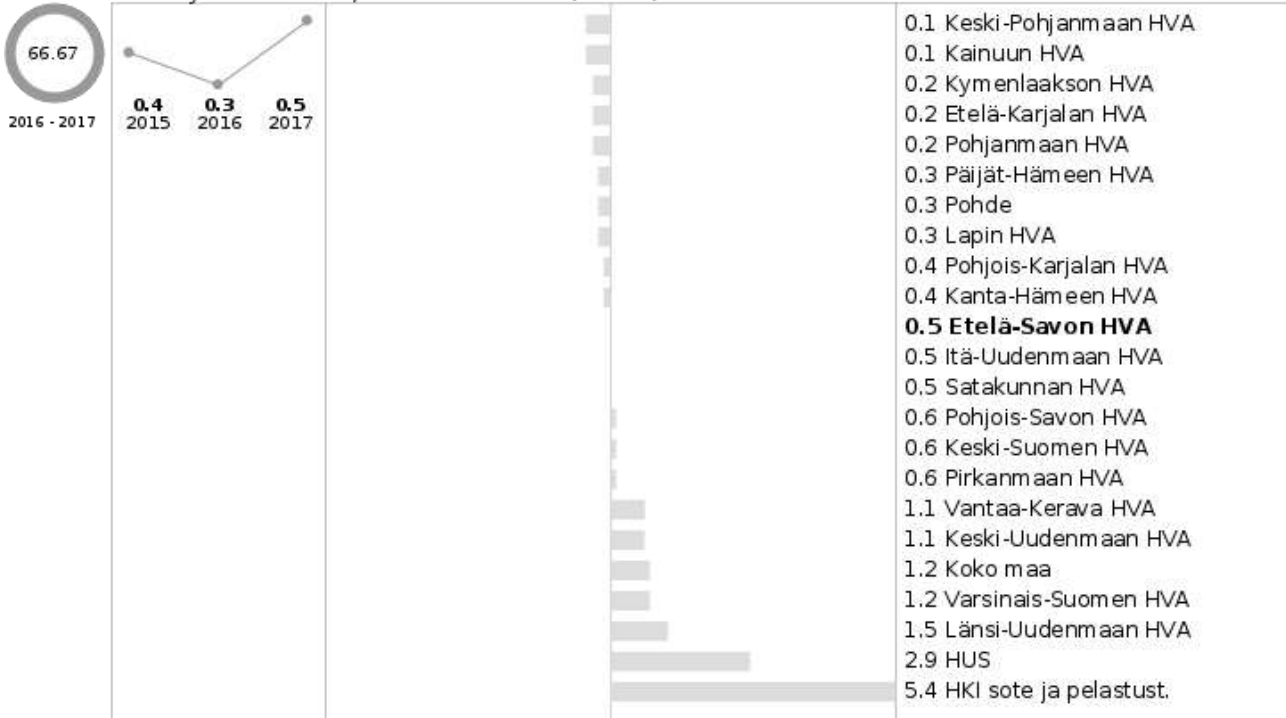 66.67
2016 - 2017
0.4 0.3 0.5
2015 2016 2017
0.1 Keski-Pohjanmaan HVA
0.1 Kainuun HVA
0.2 Kymenlaakson HVA
0.2 Etelä-Karjalan HVA
0.2 Pohjanmaan HVA
0.3 Päijät-Hämeen HVA
0.3 Pohde
0.3 Lapin HVA
0.4 Pohjois-Karjalan HVA
0.4 Kanta-Hämeen HVA
0.5 Etelä-Savon HVA
0.5 Itä-Uudenmaan HVA
0.5 Satakunnan HVA
0.6 Pohjois-Savon HVA
0.6 Keski-Suomen HVA
0.6 Pirkanmaan HVA
1.1 Vantaa-Kerava HVA
1.1 Keski-Uudenmaan HVA
1.2 Koko maa
1.2 Varsinais-Suomen HVA
1.5 Länsi-Uudenmaan HVA
2.9 HUS
5.4 HKI sote ja pelastust.